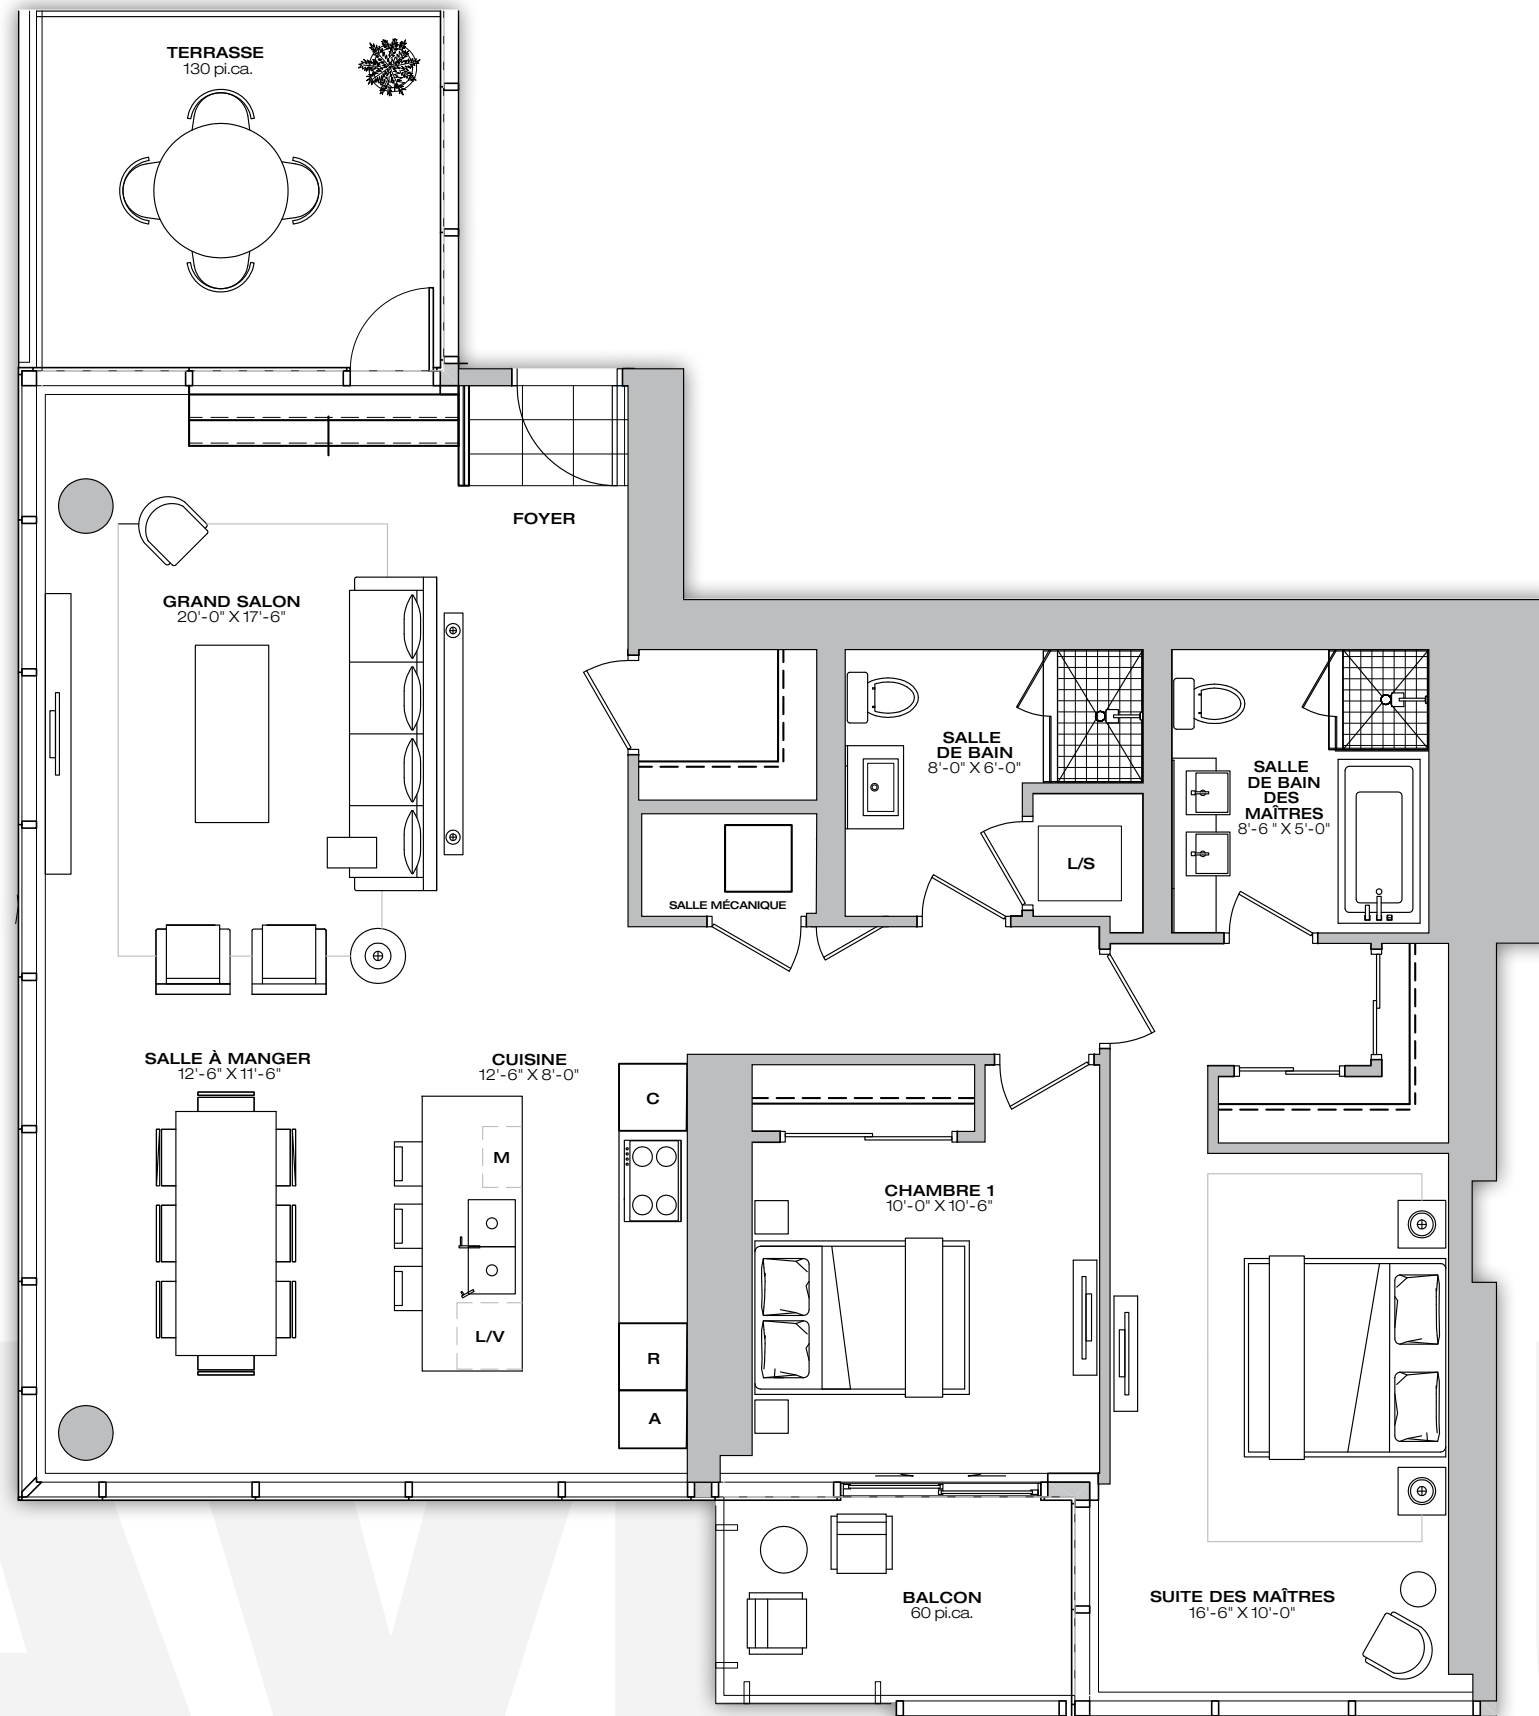 TERRASSE
130 pi.ca.
FOYER
GRAND SALON
20'-0" X 17'-6"
SALLE
DE BAIN
8'-0" X 6'-0"
SALLE
DE BAIN
DES
MAÎTRES
8'-6 " X 5'-0"
L/S
SALLE MÉCANIQUE
SALLE À MANGER
12'-6" X 11'-6"
CUISINE
12'-6" X 8'-0"
C
M
CHAMBRE 1
10'-0" X 10'-6"
L/V
R
A
BALCON
60 pi.ca.
SUITE DES MAÎTRES
16'-6" X 10'-0"